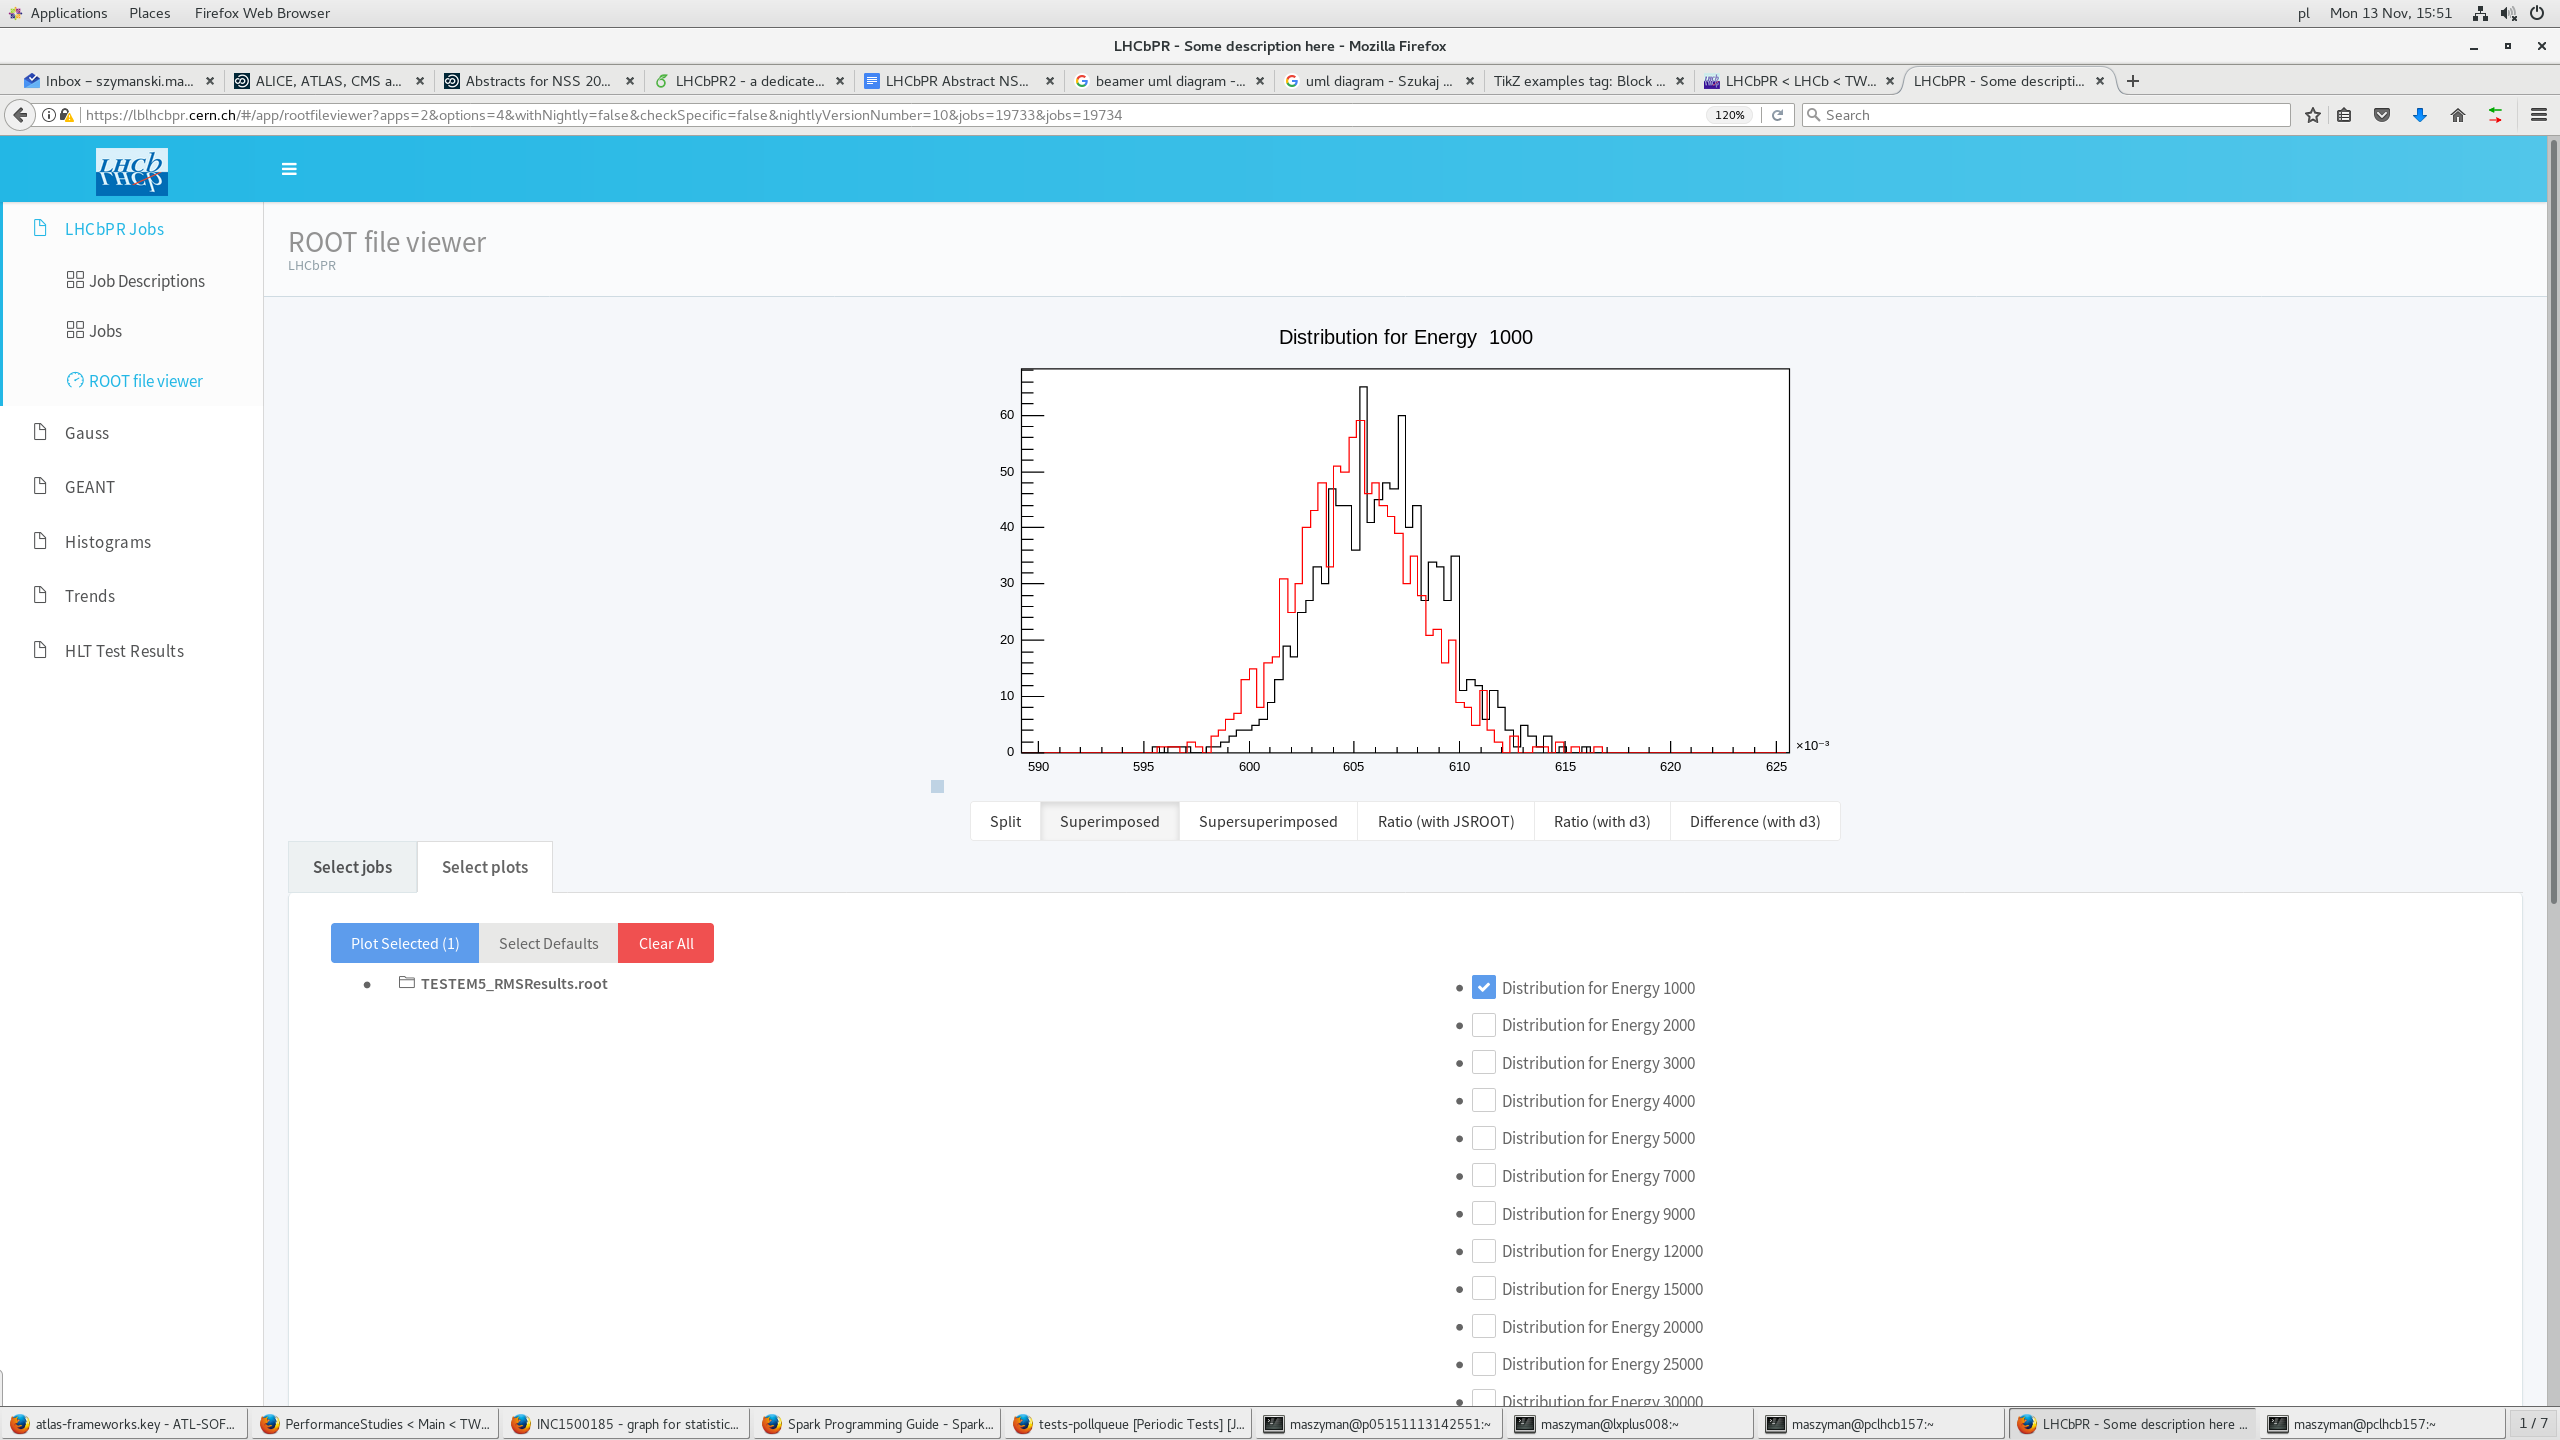 Applications Places Firefox Web Browser pl Mon 13 Nov, 15:51
LHCbPR - Some description here - Mozilla Firefox
Inbox – szymanski.ma... ALICE, ATLAS, CMS a... Abstracts for NSS 20... LHCbPR2 - a dedicate... LHCbPR Abstract NS... beamer uml diagram -... uml diagram - Szukaj ... TikZ examples tag: Block ... LHCbPR < LHCb < TW... LHCbPR - Some descripti...
https://lblhcbpr.cern.ch/#/app/rootfileviewer?apps=2&options=4&withNightly=false&checkSpecific=false&nightlyVersionNumber=10&jobs=19733&jobs=19734 120% Search
LHCb
LHCbPR Jobs
Job Descriptions
Jobs
ROOT file viewer
Gauss
GEANT
Histograms
Trends
HLT Test Results
ROOT file viewer
LHCbPR
Distribution for Energy 1000
60
50
40
30
20
10
0
590 595 600 605 610 615 620 625
×10⁻³
Split Superimposed Supersuperimposed Ratio (with JSROOT) Ratio (with d3) Difference (with d3)
Select jobs Select plots
Plot Selected (1) Select Defaults Clear All
TESTEM5_RMSResults.root
Distribution for Energy 1000
Distribution for Energy 2000
Distribution for Energy 3000
Distribution for Energy 4000
Distribution for Energy 5000
Distribution for Energy 7000
Distribution for Energy 9000
Distribution for Energy 12000
Distribution for Energy 15000
Distribution for Energy 20000
Distribution for Energy 25000
Distribution for Energy 30000
atlas-frameworks.key - ATL-SOF... PerformanceStudies < Main < TW... INC1500185 - graph for statistic... Spark Programming Guide - Spark... tests-pollqueue [Periodic Tests] [J... maszyman@p05151113142551:~ maszyman@lxplus008:~ maszyman@pclhcb157:~ LHCbPR - Some description here ... maszyman@pclhcb157:~ 1 / 7